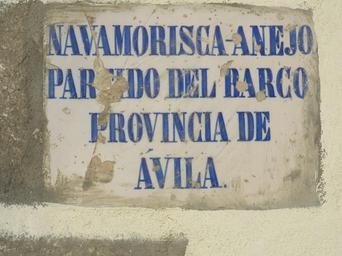 NAVAMORISCA ANEJO
PARTIDO DEL BARCO
PROVINCIA DE
ÁVILA.